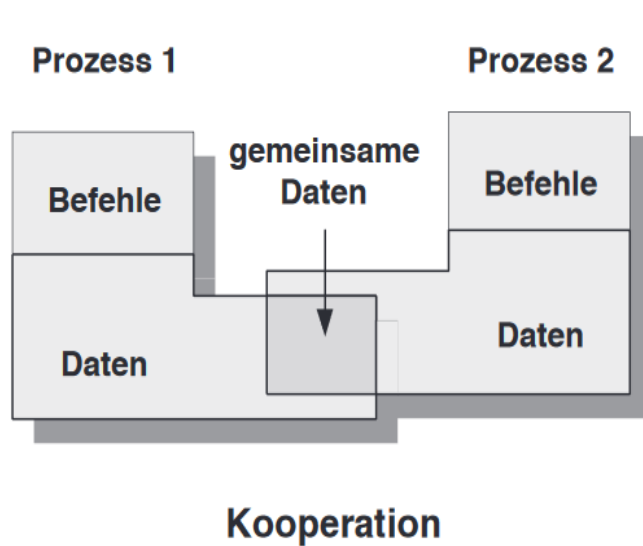 Prozess 1
Prozess 2
gemeinsame
Daten
Befehle
Befehle
Daten
Daten
Kooperation